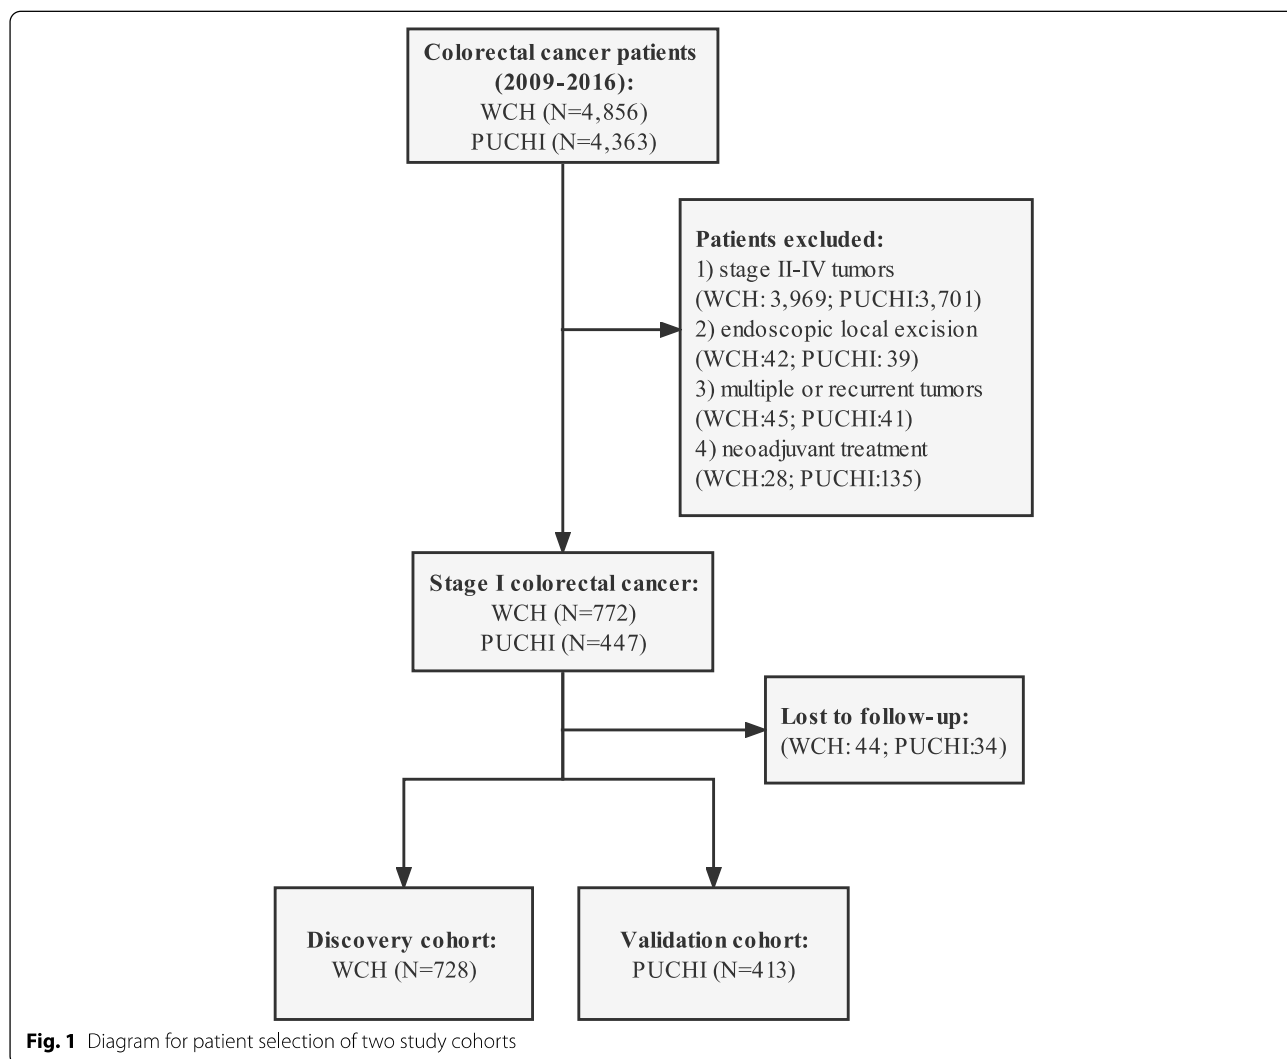 Colorectal cancer patients
(2009-2016):
WCH (N=4,856)
PUCHI (N=4,363)
Patients excluded:
1) stage II-IV tumors
(WCH: 3,969; PUCHI:3,701)
2) endoscopic local excision
(WCH:42; PUCHI: 39)
3) multiple or recurrent tumors
(WCH:45; PUCHI:41)
4) neoadjuvant treatment
(WCH:28; PUCHI:135)
Stage I colorectal cancer:
WCH (N=772)
PUCHI (N=447)
Lost to follow-up:
(WCH: 44; PUCHI:34)
Discovery cohort:
WCH (N=728)
Validation cohort:
PUCHI (N=413)
Fig. 1 Diagram for patient selection of two study cohorts